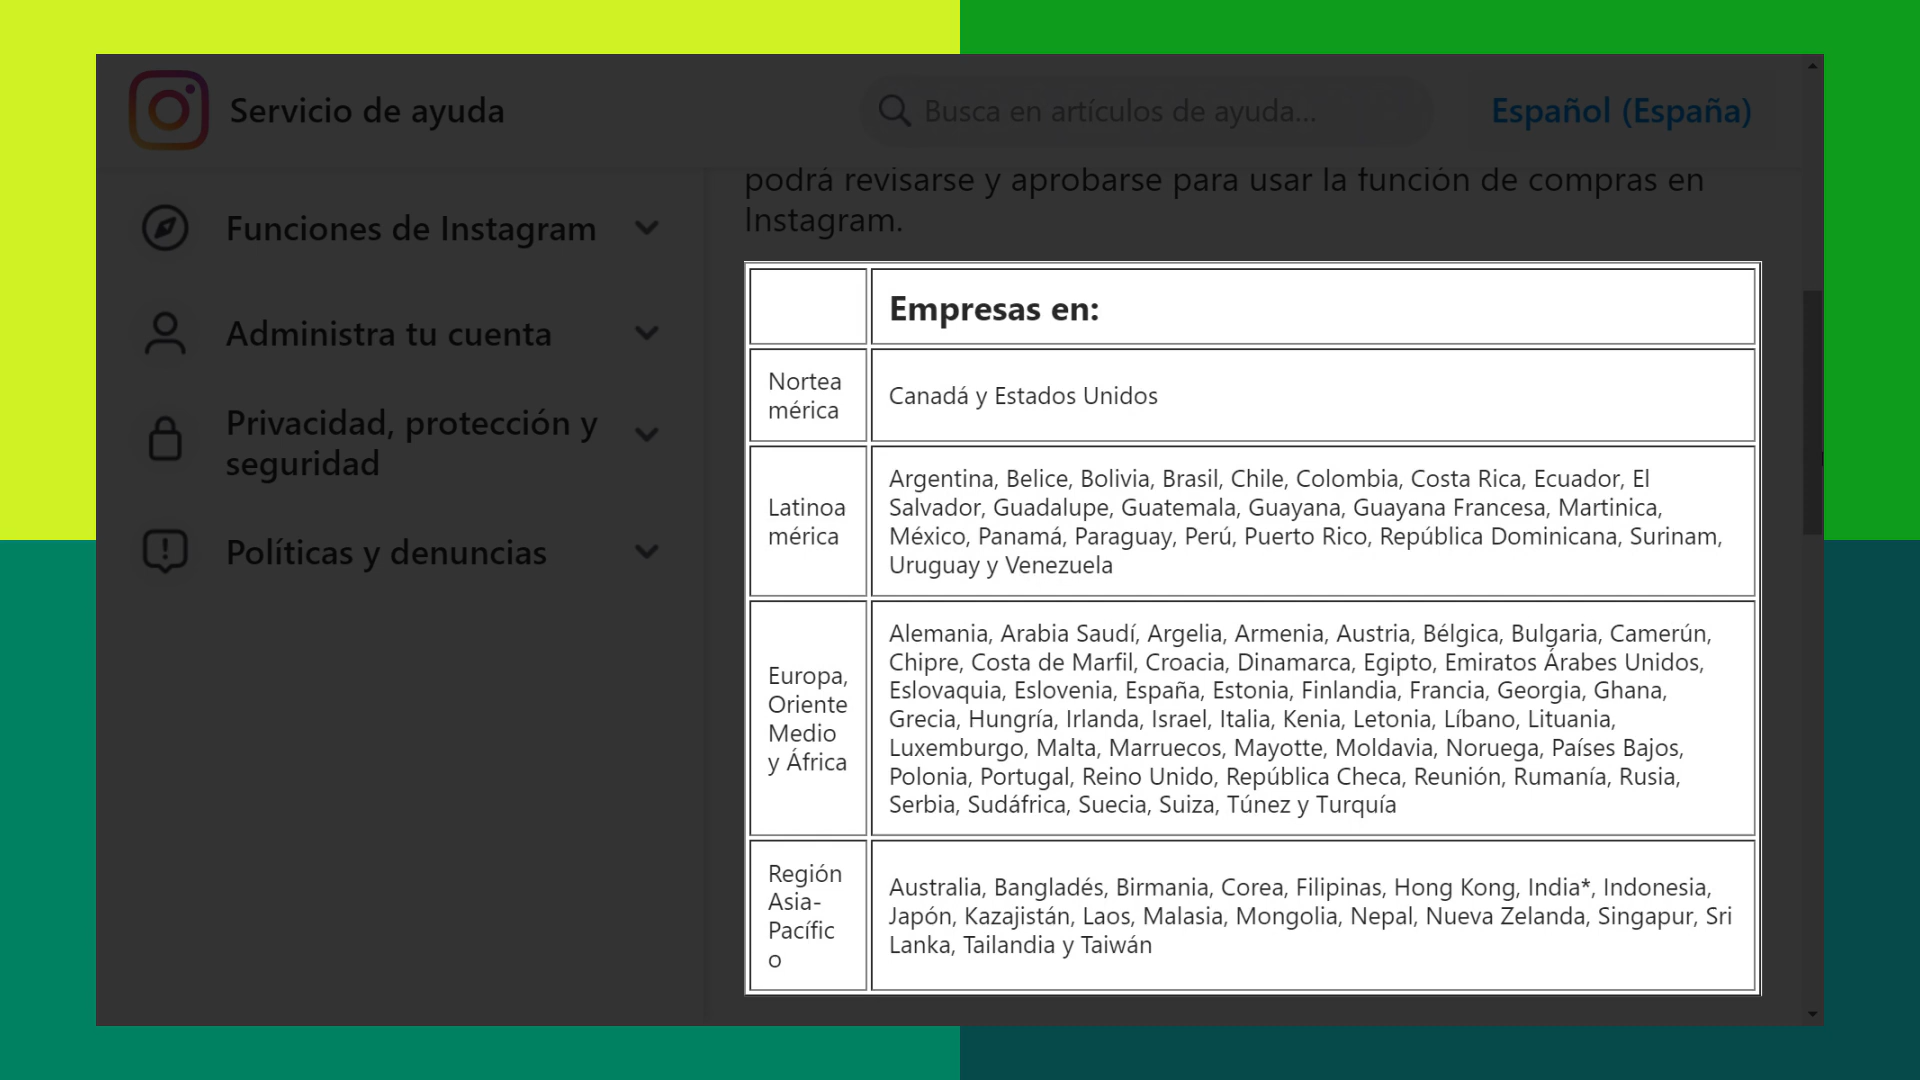 Servicio de ayuda
Busca en artículos de ayuda...
Español (España)
Funciones de Instagram
Administra tu cuenta
Privacidad, protección y
seguridad
Políticas y denuncias
podrá revisarse y aprobarse para usar la función de compras en
Instagram.
Empresas en:
Nortea
mérica
Canadá y Estados Unidos
Latinoa
mérica
Argentina, Belice, Bolivia, Brasil, Chile, Colombia, Costa Rica, Ecuador, El
Salvador, Guadalupe, Guatemala, Guayana, Guayana Francesa, Martinica,
México, Panamá, Paraguay, Perú, Puerto Rico, República Dominicana, Surinam,
Uruguay y Venezuela
Europa,
Oriente
Medio
y África
Alemania, Arabia Saudí, Argelia, Armenia, Austria, Bélgica, Bulgaria, Camerún,
Chipre, Costa de Marfil, Croacia, Dinamarca, Egipto, Emiratos Árabes Unidos,
Eslovaquia, Eslovenia, España, Estonia, Finlandia, Francia, Georgia, Ghana,
Grecia, Hungría, Irlanda, Israel, Italia, Kenia, Letonia, Líbano, Lituania,
Luxemburgo, Malta, Marruecos, Mayotte, Moldavia, Noruega, Países Bajos,
Polonia, Portugal, Reino Unido, República Checa, Reunión, Rumanía, Rusia,
Serbia, Sudáfrica, Suecia, Suiza, Túnez y Turquía
Región
Asia-
Pacífic
o
Australia, Bangladés, Birmania, Corea, Filipinas, Hong Kong, India*, Indonesia,
Japón, Kazajistán, Laos, Malasia, Mongolia, Nepal, Nueva Zelanda, Singapur, Sri
Lanka, Tailandia y Taiwán